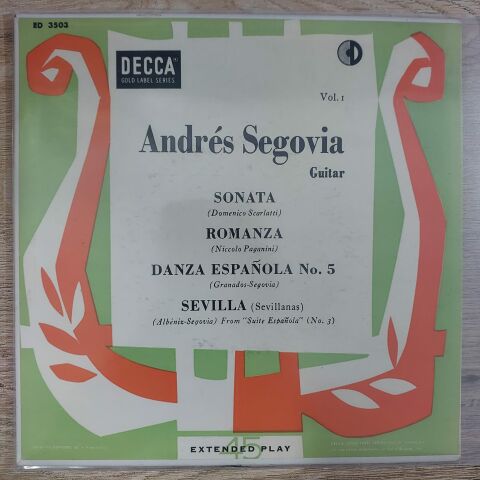 ED 3503
DECCA®
GOLD LABEL SERIES
Vol. 1
Andrés Segovia
Guitar
SONATA
(Domenico Scarlatti)
ROMANZA
(Niccolo Paganini)
DANZA ESPAÑOLA No. 5
(Granados-Segovia)
SEVILLA (Sevillanas)
(Albéniz-Segovia) From "Suite Española" (No. 3)
45
EXTENDED PLAY